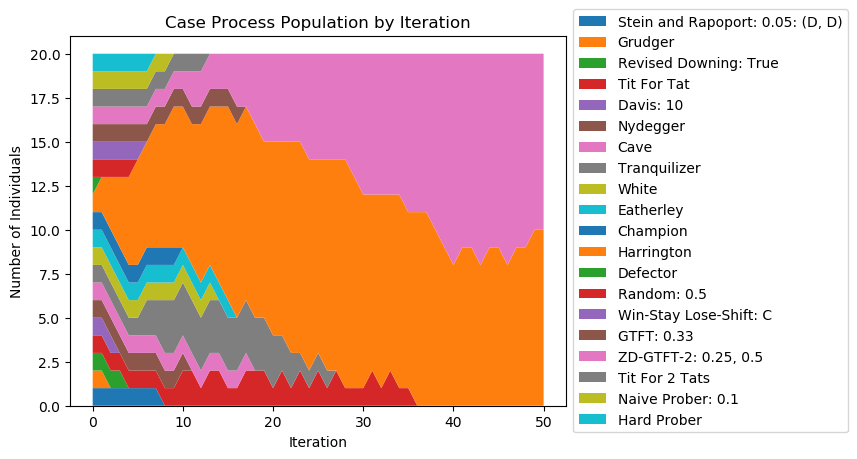 Case Process Population by Iteration
Number of Individuals
20.0
17.5
15.0
12.5
10.0
7.5
5.0
2.5
0.0
0
10
20
30
40
50
Iteration
Stein and Rapoport: 0.05: (D, D)
Grudger
Revised Downing: True
Tit For Tat
Davis: 10
Nydegger
Cave
Tranquilizer
White
Eatherley
Champion
Harrington
Defector
Random: 0.5
Win-Stay Lose-Shift: C
GTFT: 0.33
ZD-GTFT-2: 0.25, 0.5
Tit For 2 Tats
Naive Prober: 0.1
Hard Prober